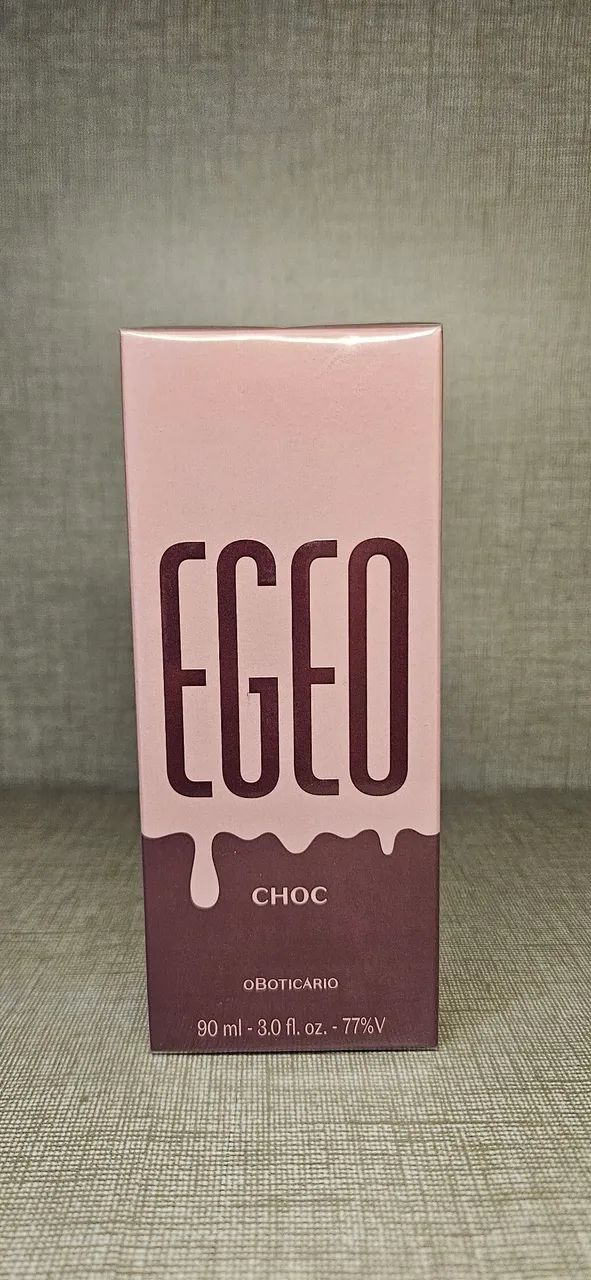 EGEO
CHOC
oBOTICÁRIO
90 ml - 3.0 fl. oz. - 77%V